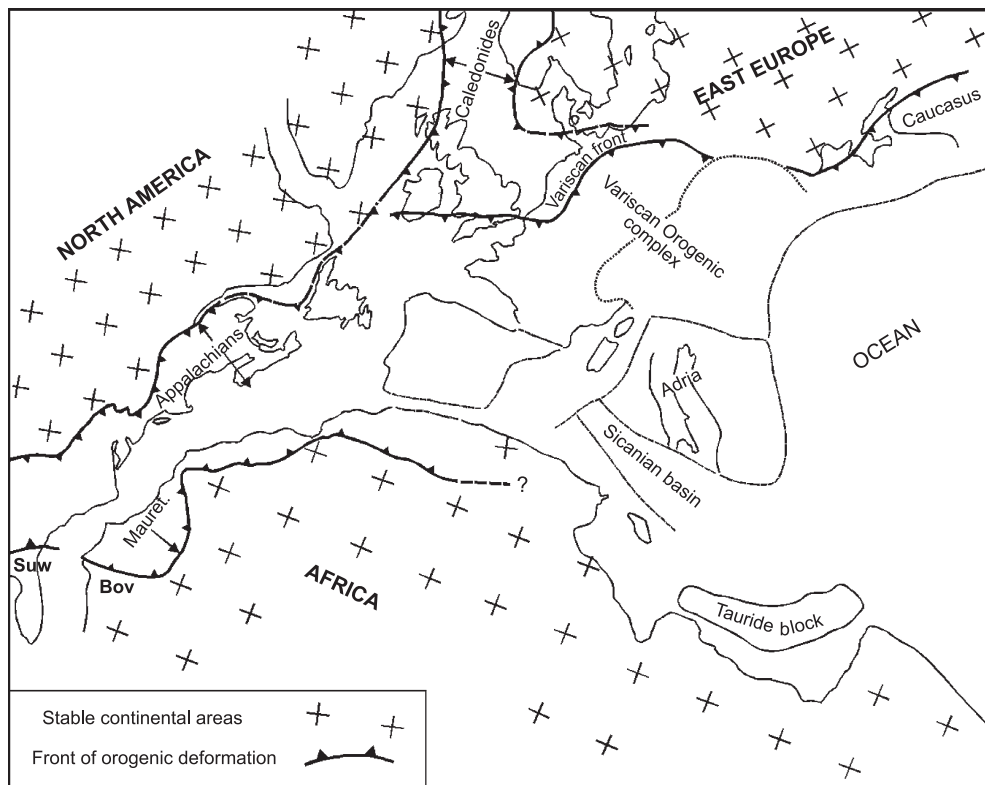 EAST EUROPE
Caledonides
Caucasus
Variscan front
NORTH AMERICA
Variscan Orogenic
complex
OCEAN
Appalachians
Adria
Sicanian basin
?
Mauret.
Suw
Bov
AFRICA
Tauride block
Stable continental areas
Front of orogenic deformation